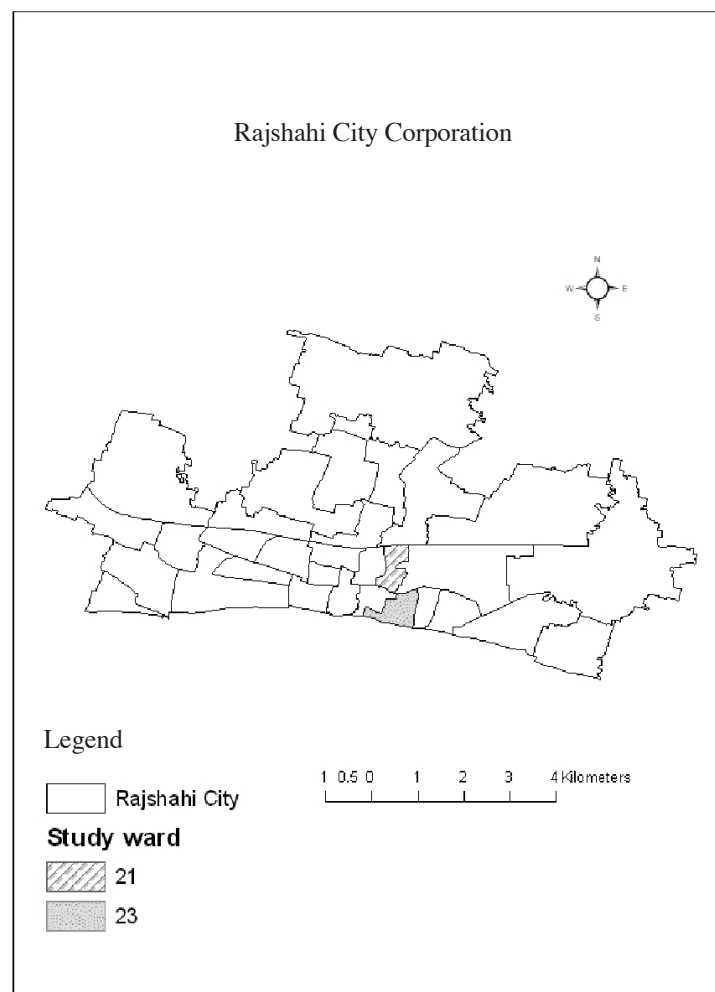 Rajshahi City Corporation
N
W E
S
Legend
1 0.5 0 1 2 3 4 Kilometers
Rajshahi City
Study ward
21
23